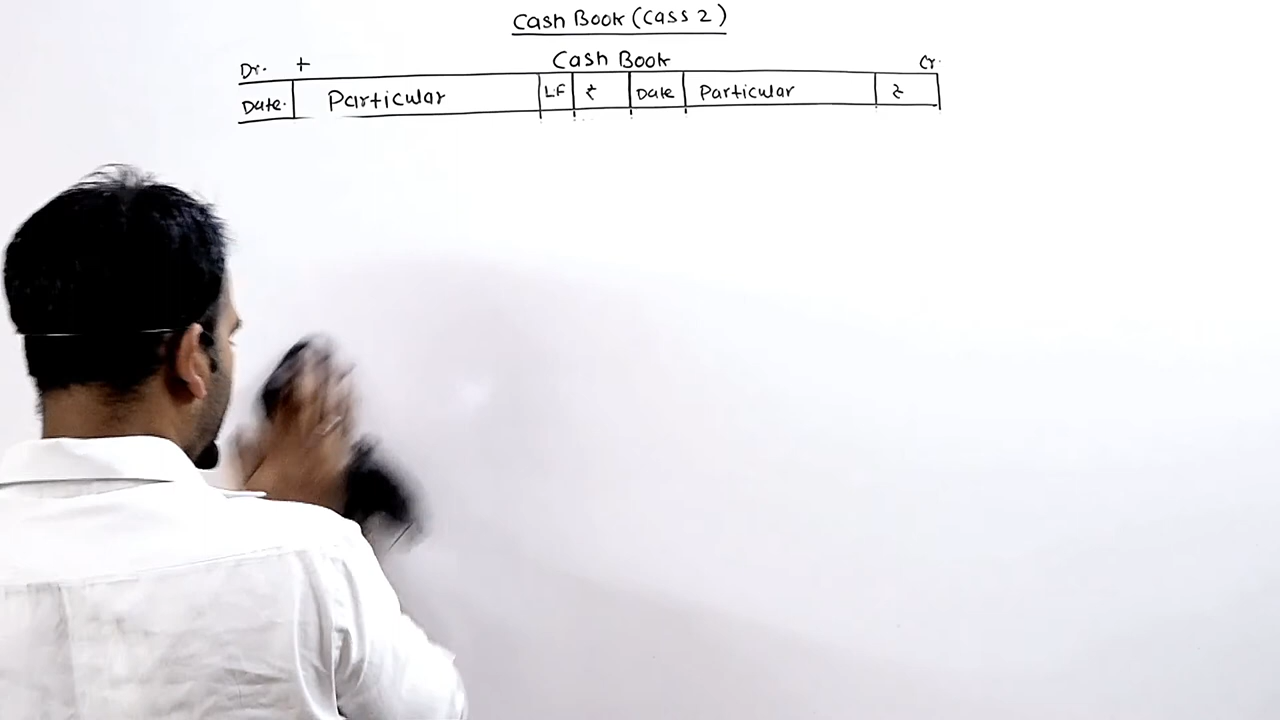 Cash Book (Cass 2)
Dr. + Cash Book Cr.
Date. Particular LF ₹ Date Particular ₹